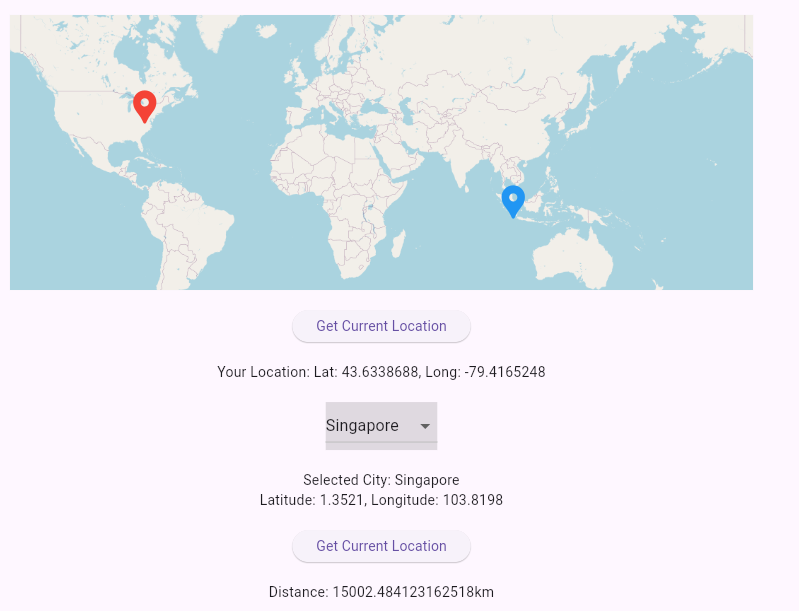 Get Current Location
Your Location: Lat: 43.6338688, Long: -79.4165248
Singapore
Selected City: Singapore
Latitude: 1.3521, Longitude: 103.8198
Get Current Location
Distance: 15002.484123162518km